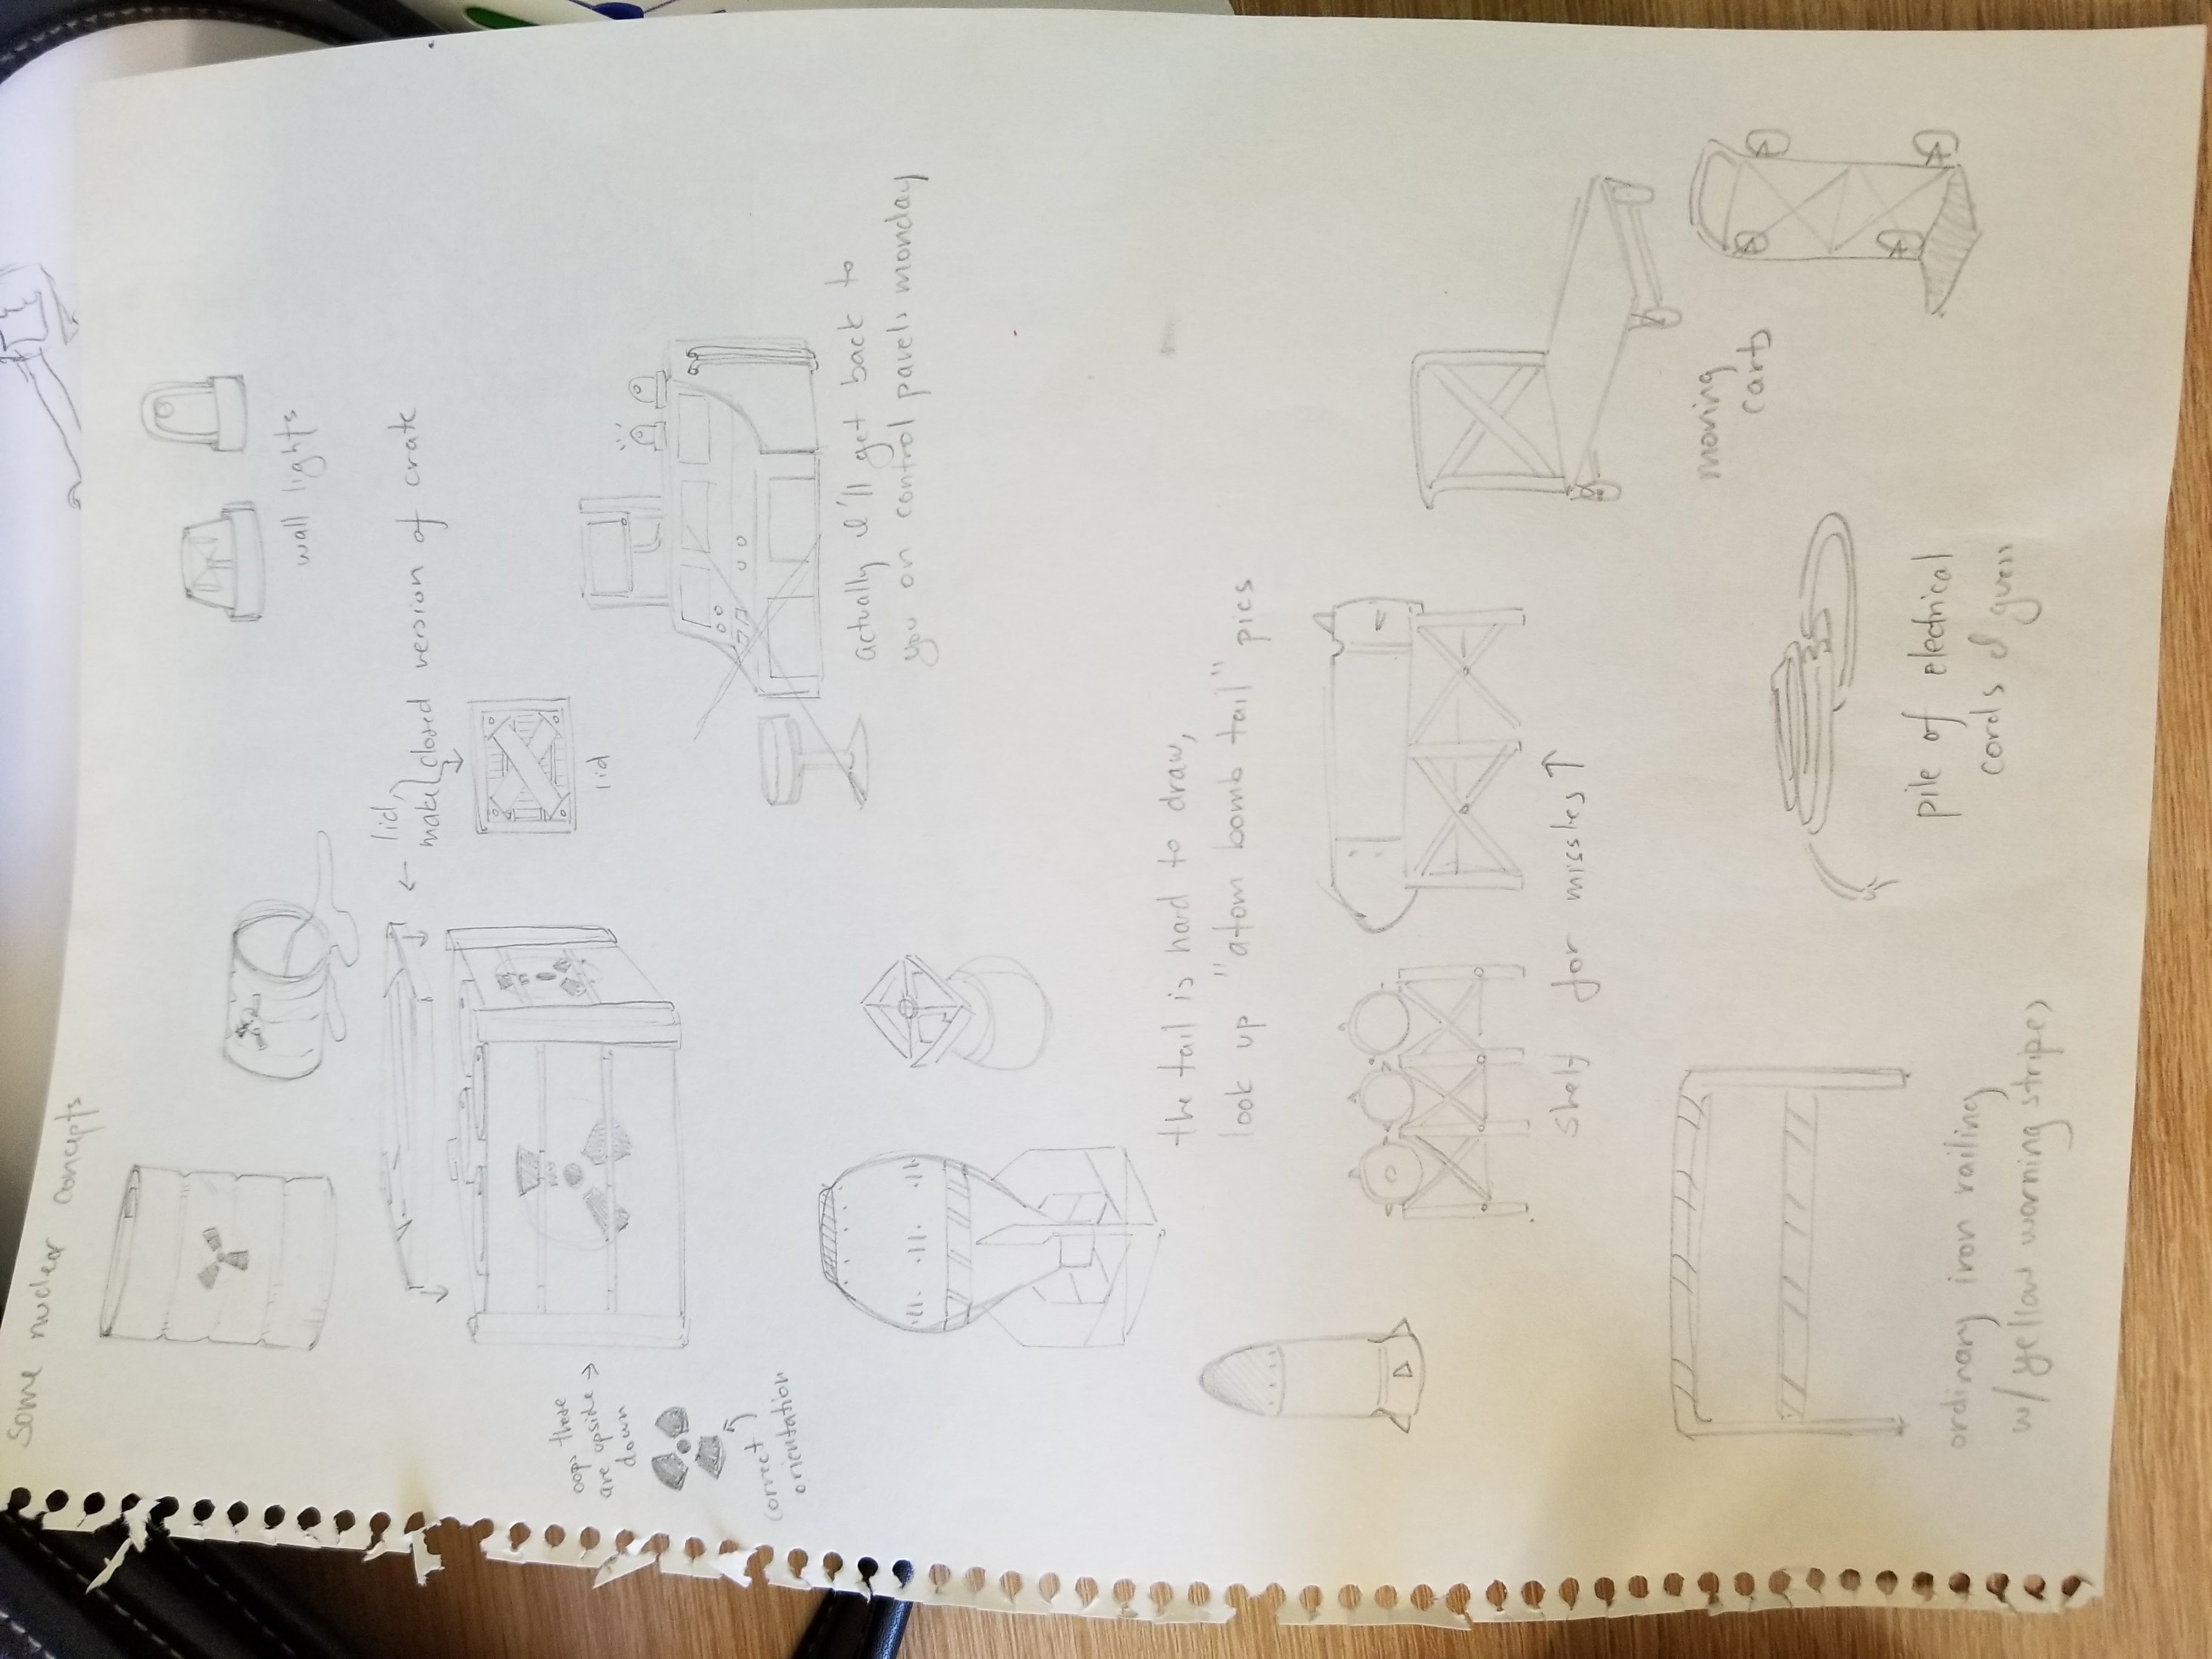 some nuclear concepts
wall lights
← lid,
make closed version of crate
oops these
are upside →
down
lid
correct
orientation
actually I'll get back to
you on control panels monday
the tail is hard to draw,
look up "atom bomb tail" pics
shelf for missles ↑
moving
carts
ordinary iron railing
w/ yellow warning stripes
pile of electrical
cords I guess